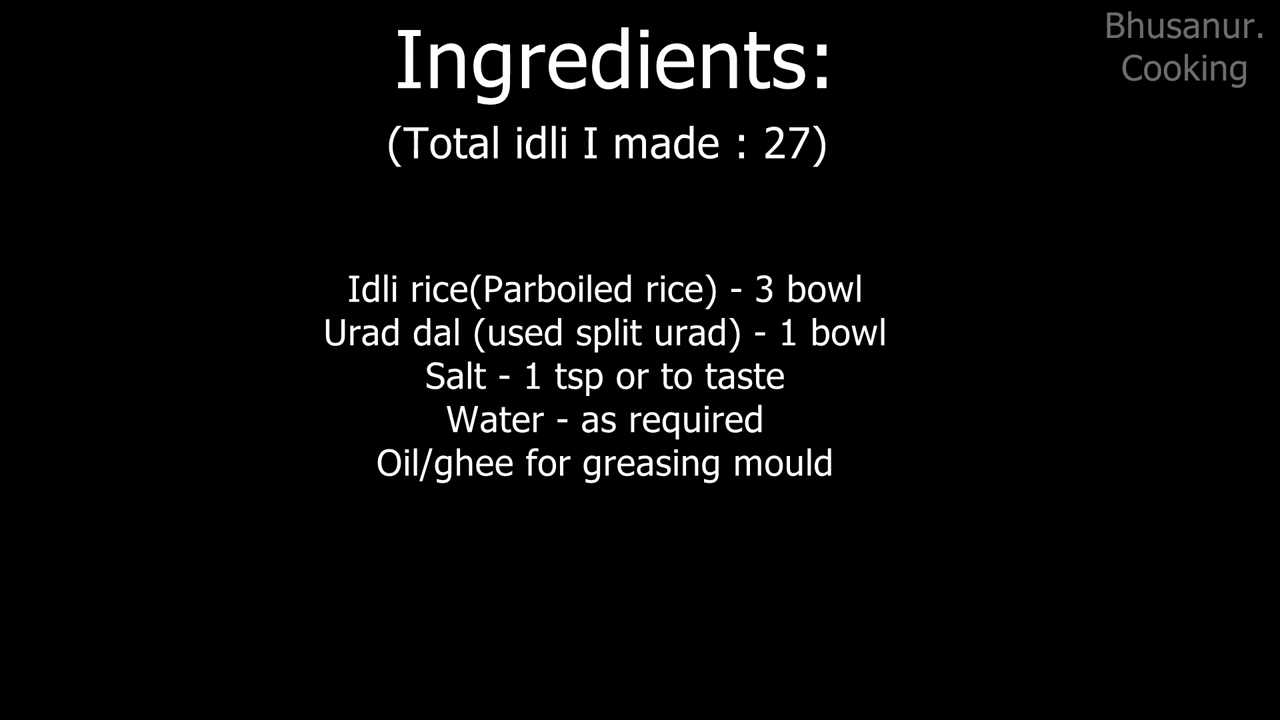 Ingredients:
(Total idli I made : 27)
Idli rice(Parboiled rice) - 3 bowl
Urad dal (used split urad) - 1 bowl
Salt - 1 tsp or to taste
Water - as required
Oil/ghee for greasing mould
Bhusanur.
Cooking